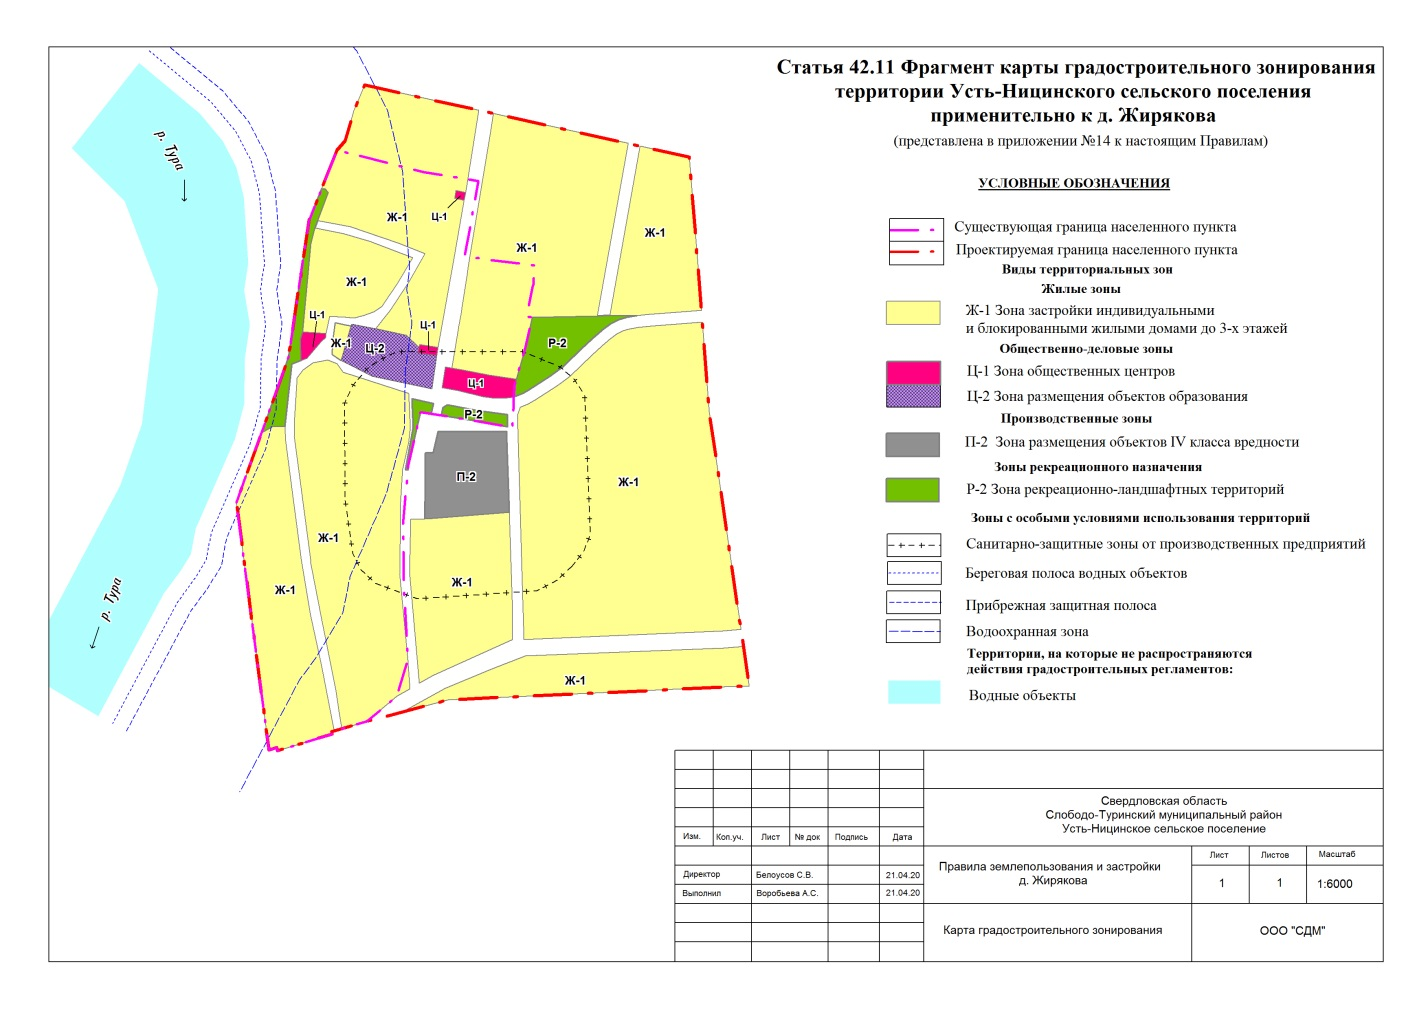 Статья 42.11 Фрагмент карты градостроительного зонирования
территории Усть-Ницинского сельского поселения
применительно к д. Жирякова
(представлена в приложении №14 к настоящим Правилам)
УСЛОВНЫЕ ОБОЗНАЧЕНИЯ
Существующая граница населенного пункта
Проектируемая граница населенного пункта
Виды территориальных зон
Жилые зоны
Ж-1 Зона застройки индивидуальными
и блокированными жилыми домами до 3-х этажей
Общественно-деловые зоны
Ц-1 Зона общественных центров
Ц-2 Зона размещения объектов образования
Производственные зоны
П-2 Зона размещения объектов IV класса вредности
Зоны рекреационного назначения
Р-2 Зона рекреационно-ландшафтных территорий
Зоны с особыми условиями использования территорий
Санитарно-защитные зоны от производственных предприятий
Береговая полоса водных объектов
Прибрежная защитная полоса
Водоохранная зона
Территории, на которые не распространяются
действия градостроительных регламентов:
Водные объекты
р. Тура
Ж-1
Ц-1
Ж-1
Ж-1
Ж-1
Ц-1
Ц-1
Ж-1
Ц-2
Р-2
Ц-1
Р-2
П-2
Ж-1
Ж-1
Ж-1
Ж-1
р. Тура
Ж-1
Изм. Кол.уч. Лист № док Подпись Дата
Директор Белоусов С.В. 21.04.20
Выполнил Воробьева А.С. 21.04.20
Свердловская область
Слободо-Туринский муниципальный район
Усть-Ницинское сельское поселение
Правила землепользования и застройки
д. Жирякова
Лист Листов Масштаб
1 1 1:6000
Карта градостроительного зонирования
ООО "СДМ"